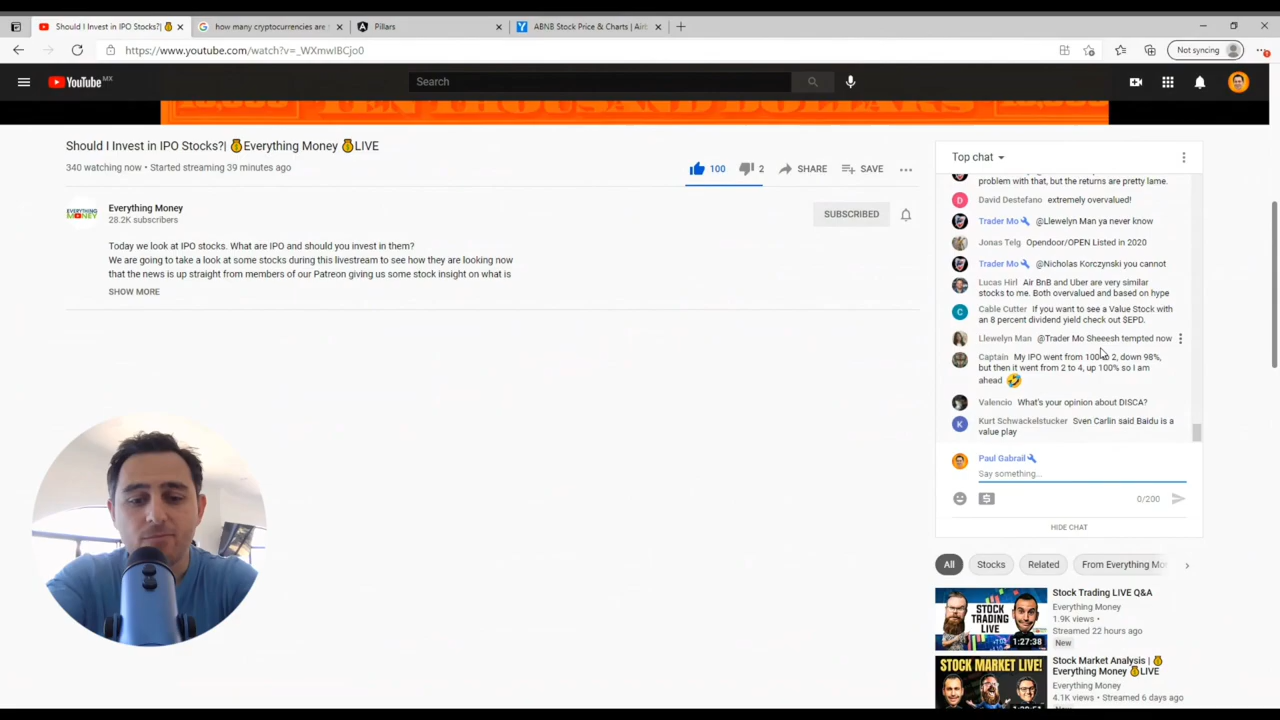 Should I Invest in IPO Stocks?| 💰
how many cryptocurrencies are
Pillars
ABNB Stock Price & Charts | Air
Not syncing
https://www.youtube.com/watch?v=_WXmwIBCjo0
YouTube MX
Search
Should I Invest in IPO Stocks?| 💰Everything Money 💰LIVE
340 watching now • Started streaming 39 minutes ago
100
2
SHARE
SAVE
Everything Money
28.2K subscribers
SUBSCRIBED
Today we look at IPO stocks. What are IPO and should you invest in them?
We are going to take a look at some stocks during this livestream to see how they are looking now
that the news is up straight from members of our Patreon giving us some stock insight on what is
SHOW MORE
Top chat
problem with that, but the returns are pretty lame.
David Destefano extremely overvalued!
Trader Mo @Llewelyn Man ya never know
Jonas Telg Opendoor/OPEN Listed in 2020
Trader Mo @Nicholas Korczynski you cannot
Lucas Hirl Air BnB and Uber are very similar
stocks to me. Both overvalued and based on hype
Cable Cutter If you want to see a Value Stock with
an 8 percent dividend yield check out $EPD.
Llewelyn Man @Trader Mo Sheeesh tempted now
Captain My IPO went from 100 to 2, down 98%,
but then it went from 2 to 4, up 100% so I am
ahead 🤣
Valencio What's your opinion about DISCA?
Kurt Schwackelstucker Sven Carlin said Baidu is a
value play
Paul Gabrail
Say something...
0/200
HIDE CHAT
All
Stocks
Related
From Everything Mo
STOCK TRADING LIVE
1:27:38
Stock Trading LIVE Q&A
Everything Money
1.9K views •
Streamed 22 hours ago
New
STOCK MARKET LIVE!
Stock Market Analysis | 💰
Everything Money 💰LIVE
Everything Money
4.1K views • Streamed 6 days ago